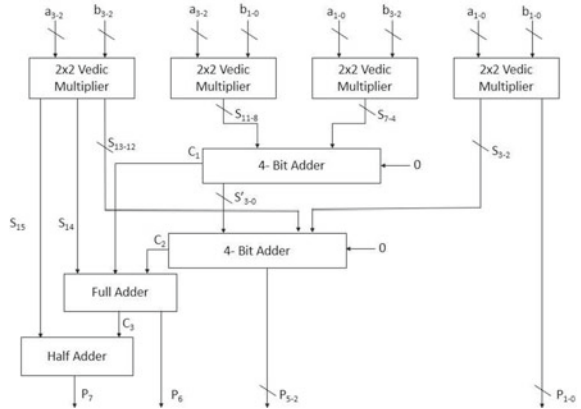 a3-2 b3-2 a3-2 b1-0 a1-0 b3-2 a1-0 b1-0
2x2 Vedic Multiplier
2x2 Vedic Multiplier
2x2 Vedic Multiplier
2x2 Vedic Multiplier
S11-8 S7-4
S13-12 C1 4- Bit Adder 0 S3-2
S'3-0
S15 S14 C2 4- Bit Adder 0
Full Adder
C3
Half Adder
P7 P6 P5-2 P1-0